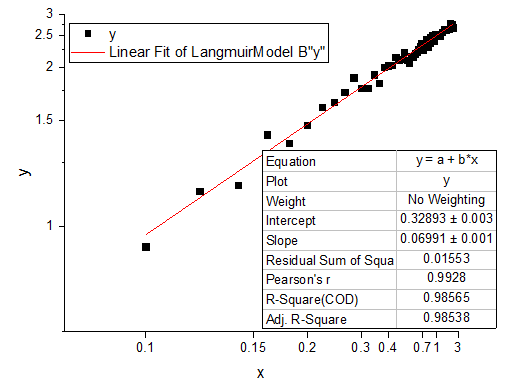 3
2.5
2
1.5
1
y
y
Linear Fit of LangmuirModel B"y"
Equation y = a + b*x
Plot y
Weight No Weighting
Intercept 0.32893 ± 0.003
Slope 0.06991 ± 0.001
Residual Sum of Squa 0.01553
Pearson's r 0.9928
R-Square(COD) 0.98565
Adj. R-Square 0.98538
0.1 0.15 0.2 0.3 0.4 0.71 3
x